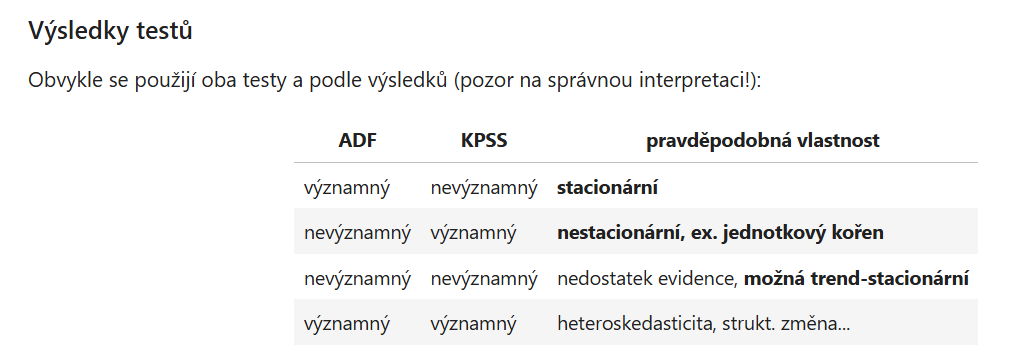 Výsledky testů
Obvykle se použijí oba testy a podle výsledků (pozor na správnou interpretaci!):
ADF KPSS pravděpodobná vlastnost
významný nevýznamný stacionární
nevýznamný významný nestacionární, ex. jednotkový kořen
nevýznamný nevýznamný nedostatek evidence, možná trend-stacionární
významný významný heteroskedasticita, strukt. změna...